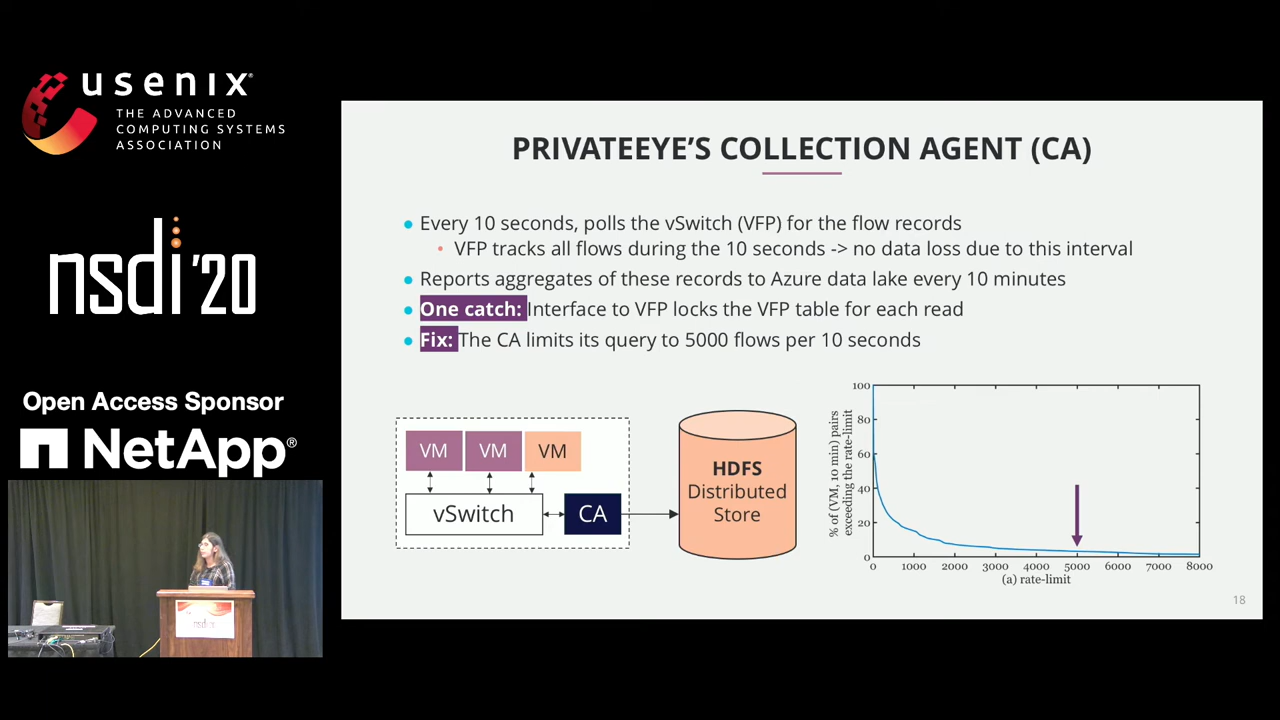 usenix®
THE ADVANCED
COMPUTING SYSTEMS
ASSOCIATION
nsdi '20
Open Access Sponsor
NetApp®
nsdi
PRIVATEEYE'S COLLECTION AGENT (CA)
Every 10 seconds, polls the vSwitch (VFP) for the flow records
VFP tracks all flows during the 10 seconds -> no data loss due to this interval
Reports aggregates of these records to Azure data lake every 10 minutes
One catch: Interface to VFP locks the VFP table for each read
Fix: The CA limits its query to 5000 flows per 10 seconds
VM VM VM
vSwitch CA
HDFS
Distributed
Store
% of (VM, 10 min) pairs
exceeding the rate-limit
100
80
60
40
20
0
0 1000 2000 3000 4000 5000 6000 7000 8000
(a) rate-limit
18